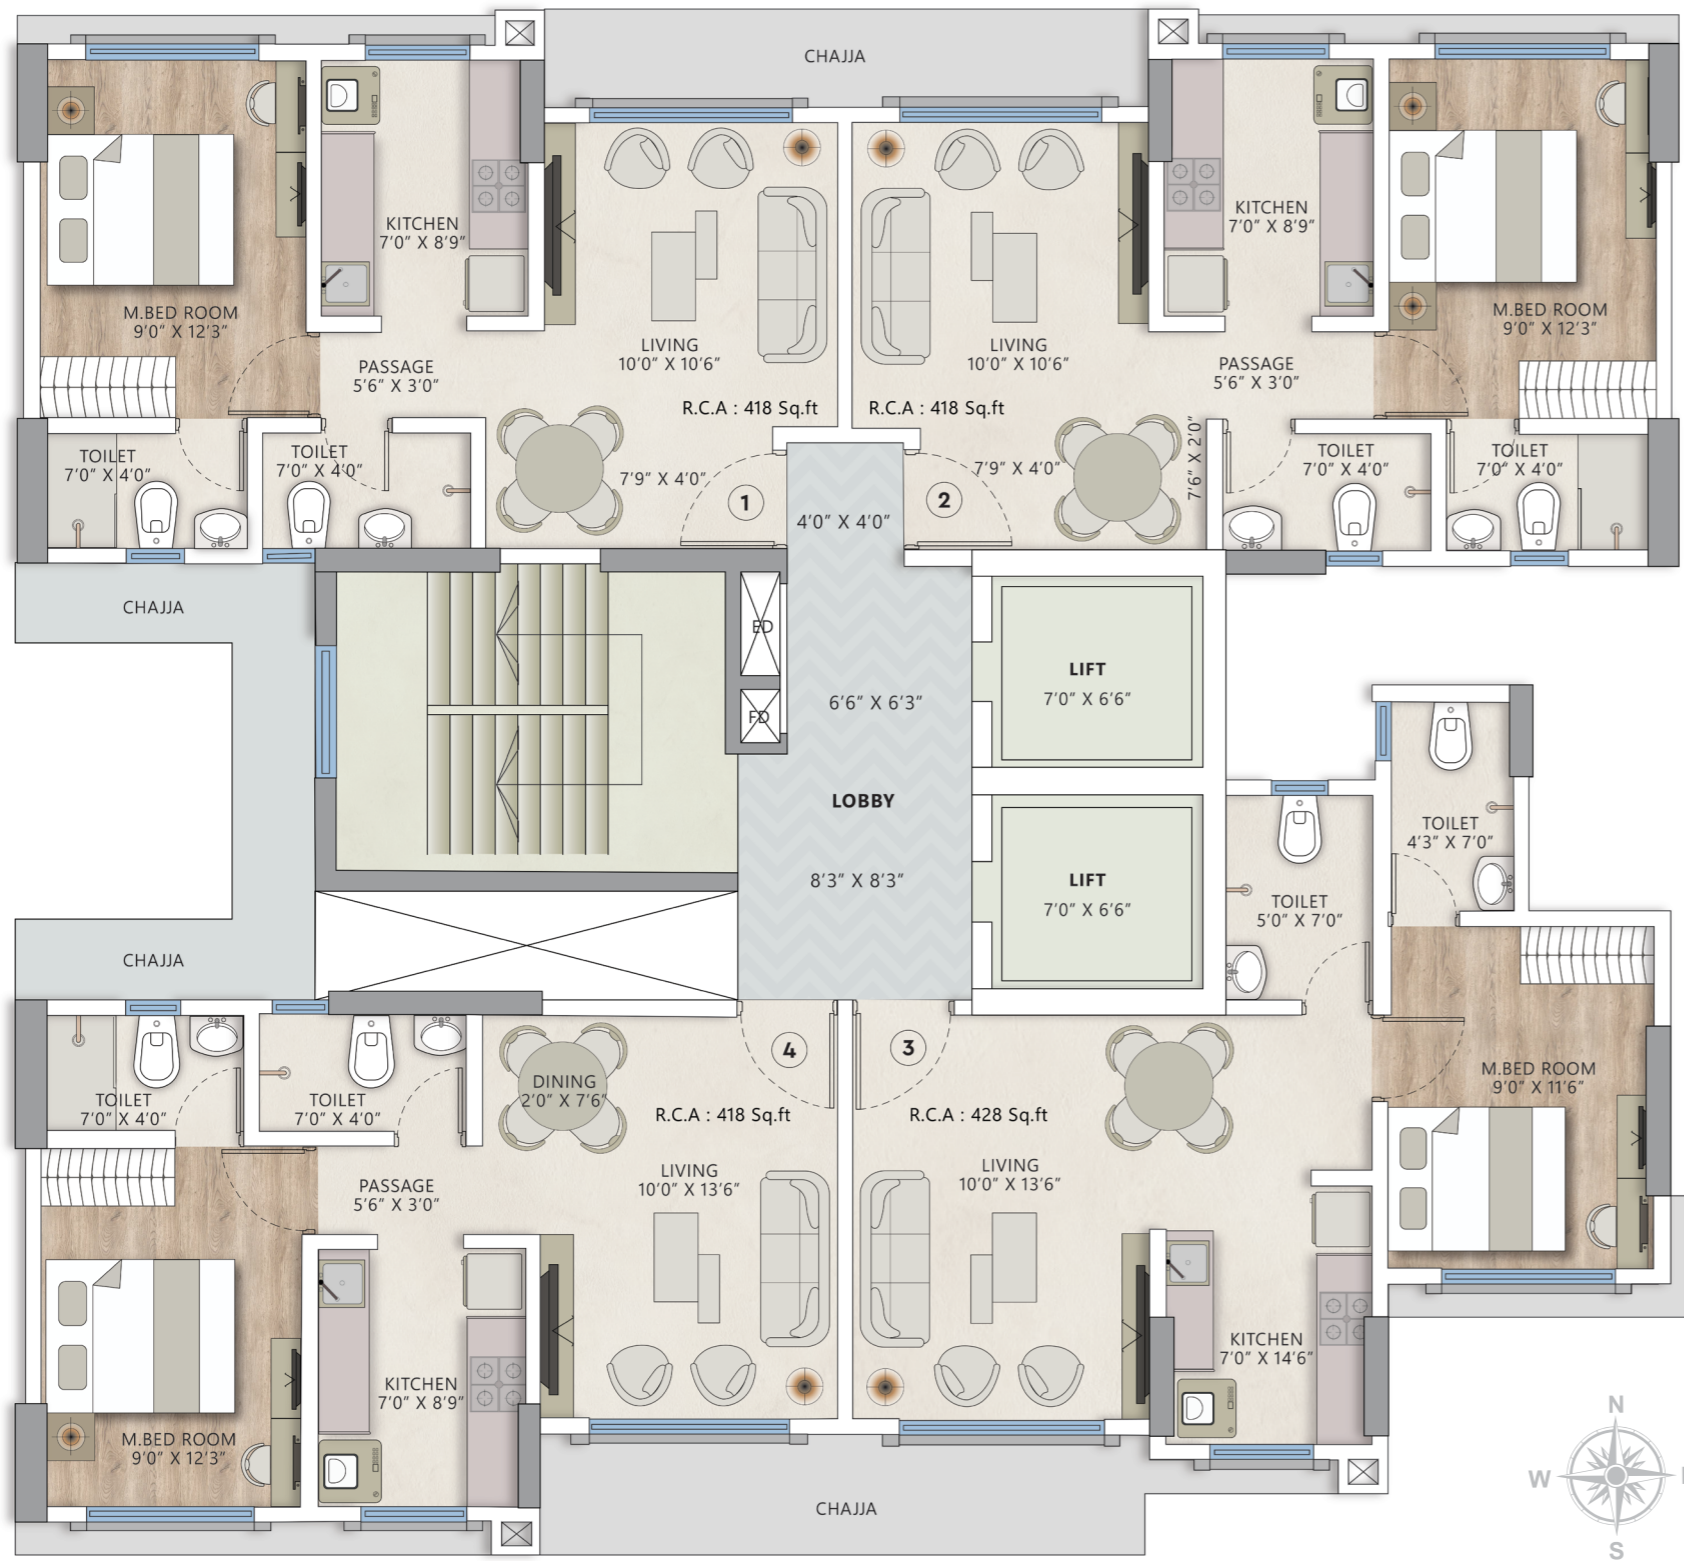 CHAJJA
M.BED ROOM
9'0" X 12'3"
KITCHEN
7'0" X 8'9"
PASSAGE
5'6" X 3'0"
LIVING
10'0" X 10'6"
R.C.A : 418 Sq.ft
TOILET
7'0" X 4'0"
TOILET
7'0" X 4'0"
7'9" X 4'0"
1
LIVING
10'0" X 10'6"
R.C.A : 418 Sq.ft
KITCHEN
7'0" X 8'9"
PASSAGE
5'6" X 3'0"
M.BED ROOM
9'0" X 12'3"
7'9" X 4'0"
2
7'6" X 2'0"
TOILET
7'0" X 4'0"
TOILET
7'0" X 4'0"
4'0" X 4'0"
CHAJJA
ED
FD
6'6" X 6'3"
LOBBY
8'3" X 8'3"
LIFT
7'0" X 6'6"
LIFT
7'0" X 6'6"
TOILET
4'3" X 7'0"
TOILET
5'0" X 7'0"
CHAJJA
TOILET
7'0" X 4'0"
TOILET
7'0" X 4'0"
DINING
2'0" X 7'6"
4
R.C.A : 418 Sq.ft
3
R.C.A : 428 Sq.ft
M.BED ROOM
9'0" X 11'6"
PASSAGE
5'6" X 3'0"
LIVING
10'0" X 13'6"
LIVING
10'0" X 13'6"
KITCHEN
7'0" X 14'6"
KITCHEN
7'0" X 8'9"
M.BED ROOM
9'0" X 12'3"
CHAJJA
N
W
S